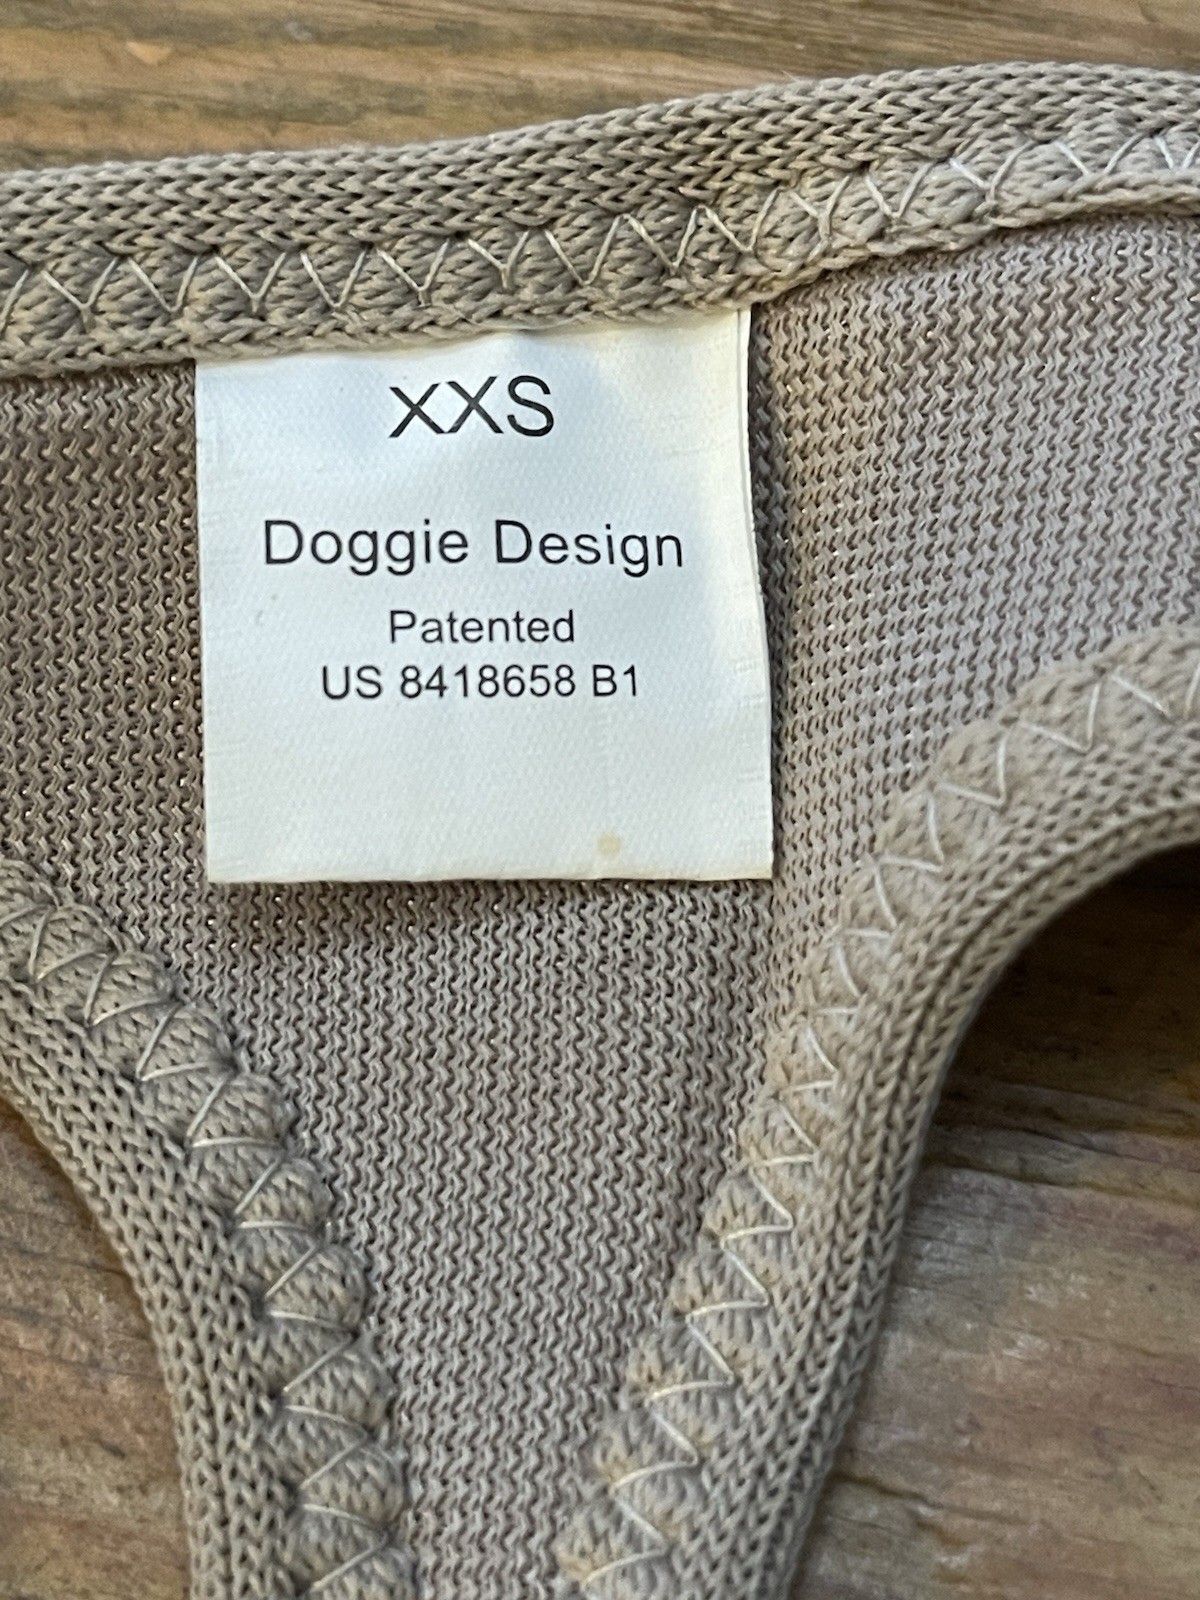 XXS
Doggie Design
Patented
US 8418658 B1